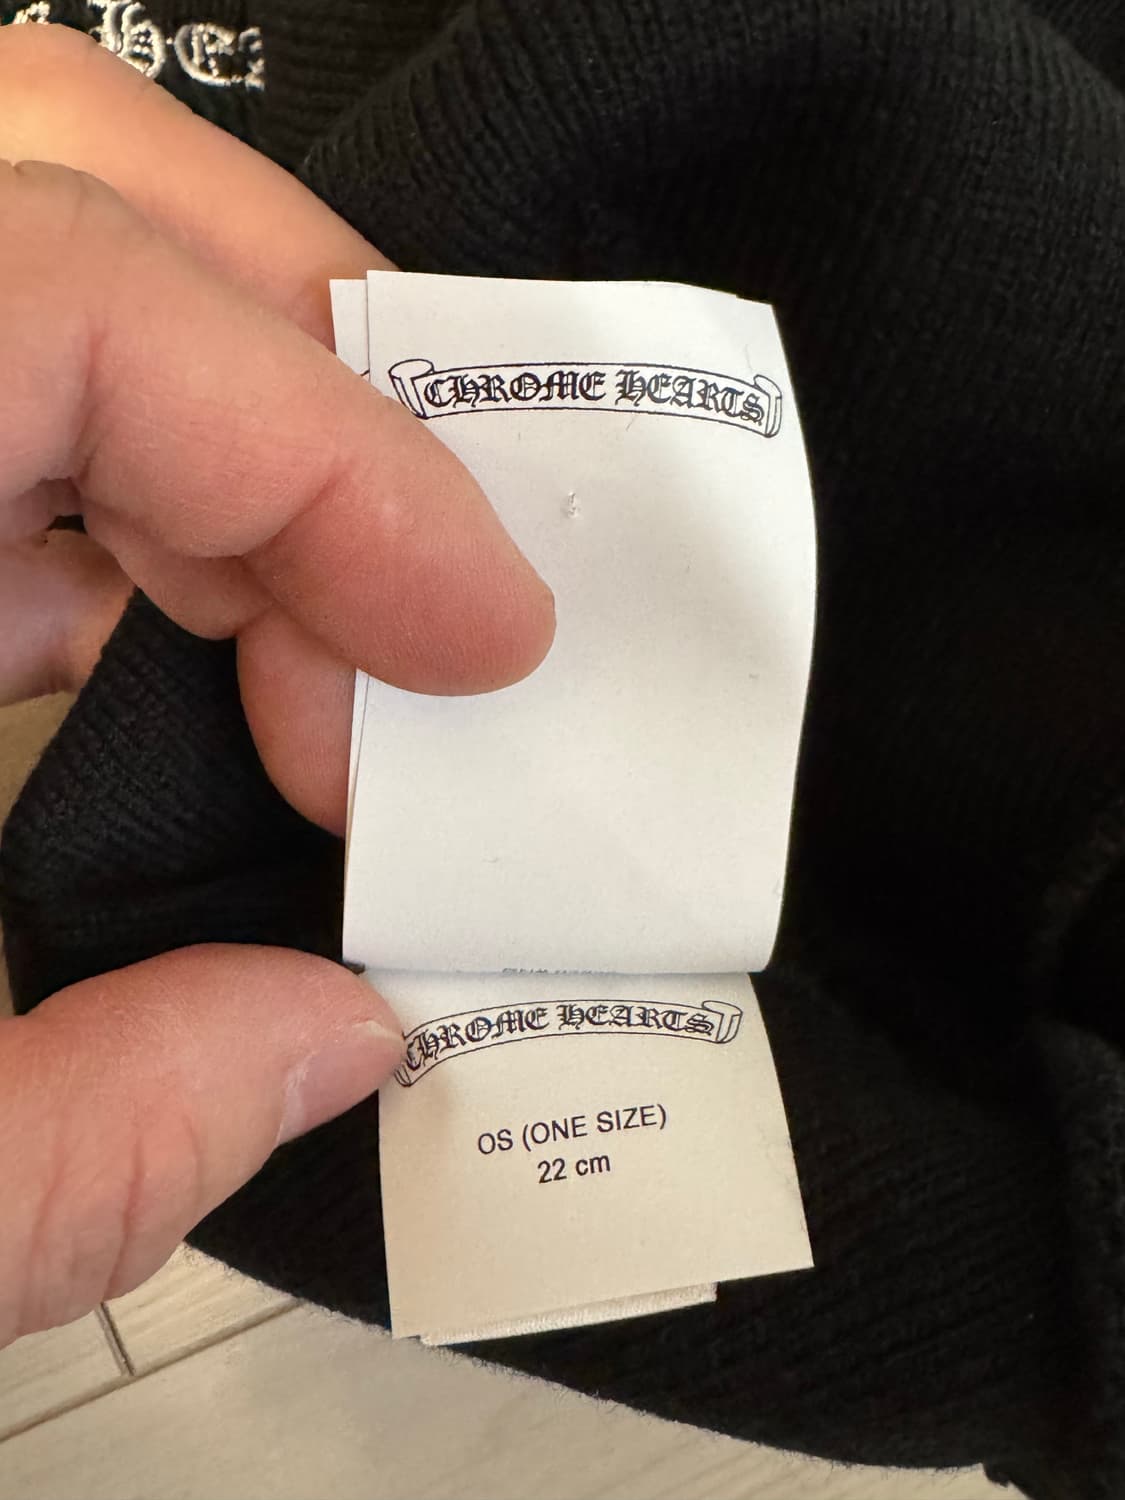 CHROME HEARTS
CHROME HEARTS
OS (ONE SIZE)
22 cm